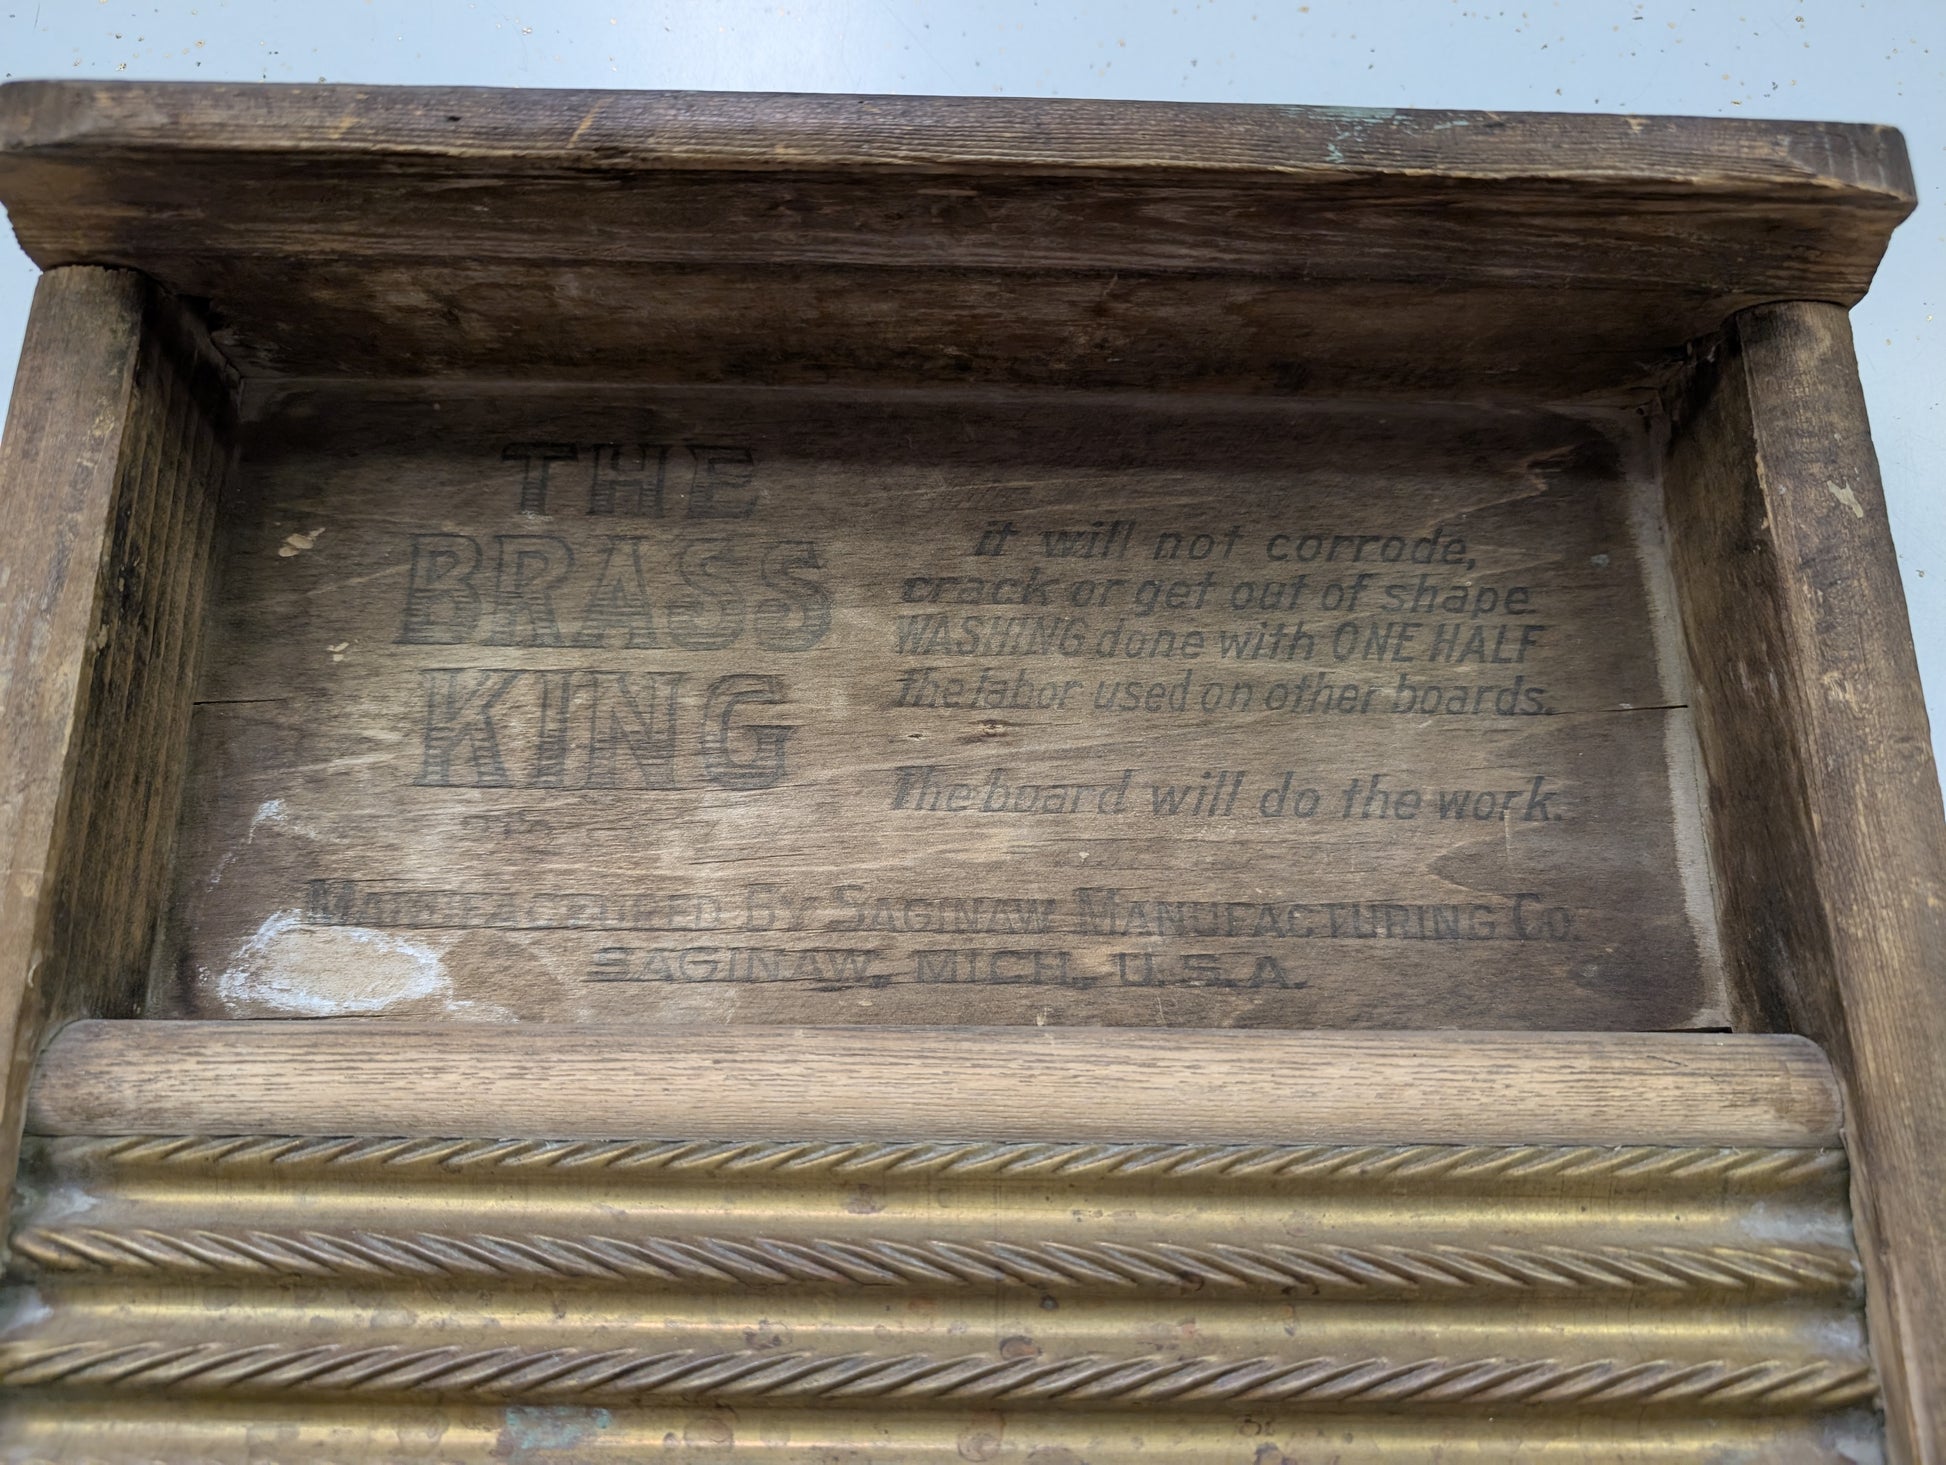 THE
BRASS
KING
it will not corrode,
crack or get out of shape
WASHING done with ONE HALF
the labor used on other boards.
The board will do the work.
MANUFACTURED BY SAGINAW MANUFACTURING CO.
SAGINAW, MICH, U.S.A.